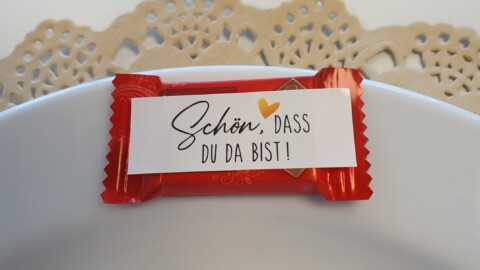 Schön, DASS
DU DA BIST!